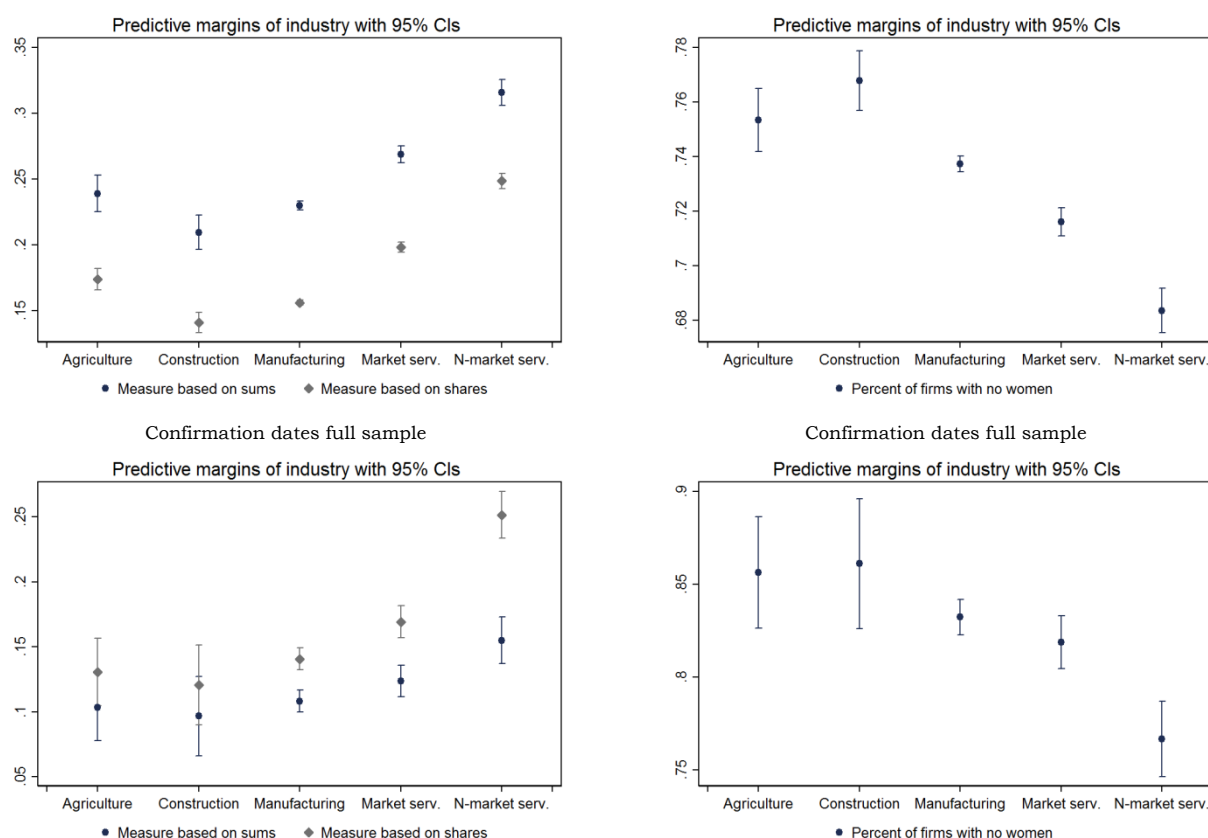 Predictive margins of industry with 95% CIs
.35
.3
.25
.2
.15
Agriculture Construction Manufacturing Market serv. N-market serv.
Measure based on sums Measure based on shares
Predictive margins of industry with 95% CIs
.78
.76
.74
.72
.7
.68
Agriculture Construction Manufacturing Market serv. N-market serv.
Percent of firms with no women
Confirmation dates full sample
Confirmation dates full sample
Predictive margins of industry with 95% CIs
.25
.2
.15
.1
.05
Agriculture Construction Manufacturing Market serv. N-market serv.
Measure based on sums Measure based on shares
Predictive margins of industry with 95% CIs
.9
.85
.8
.75
Agriculture Construction Manufacturing Market serv. N-market serv.
Percent of firms with no women